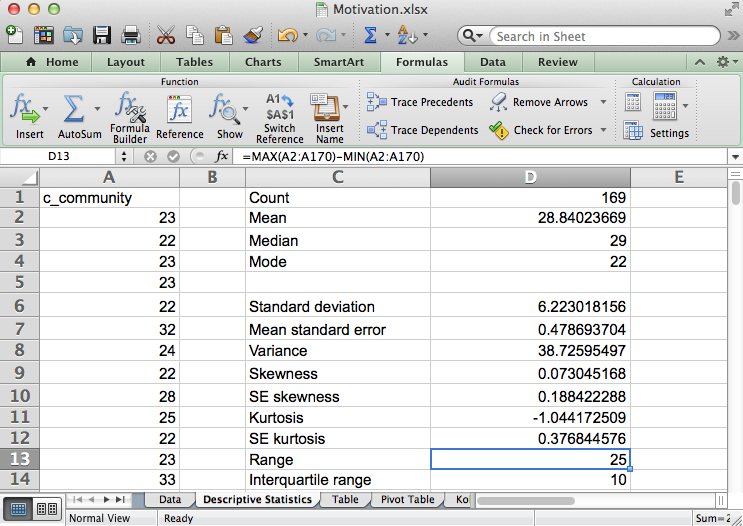 Motivation.xlsx
Search in Sheet
Home Layout Tables Charts SmartArt Formulas Data Review
Function Audit Formulas Calculation
Insert AutoSum Formula Builder Reference Show Switch Reference Insert Name Trace Precedents Remove Arrows
A1 $A$1
Trace Dependents Check for Errors Settings
D13 fx =MAX(A2:A170)-MIN(A2:A170)
A B C D E
1 c_community Count 169
2 23 Mean 28.84023669
3 22 Median 29
4 23 Mode 22
5 23
6 22 Standard deviation 6.223018156
7 32 Mean standard error 0.478693704
8 24 Variance 38.72595497
9 22 Skewness 0.073045168
10 28 SE skewness 0.188422288
11 25 Kurtosis -1.044172509
12 22 SE kurtosis 0.376844576
13 23 Range 25
14 33 Interquartile range 10
Data Descriptive Statistics Table Pivot Table Ko
Normal View Ready Sum=